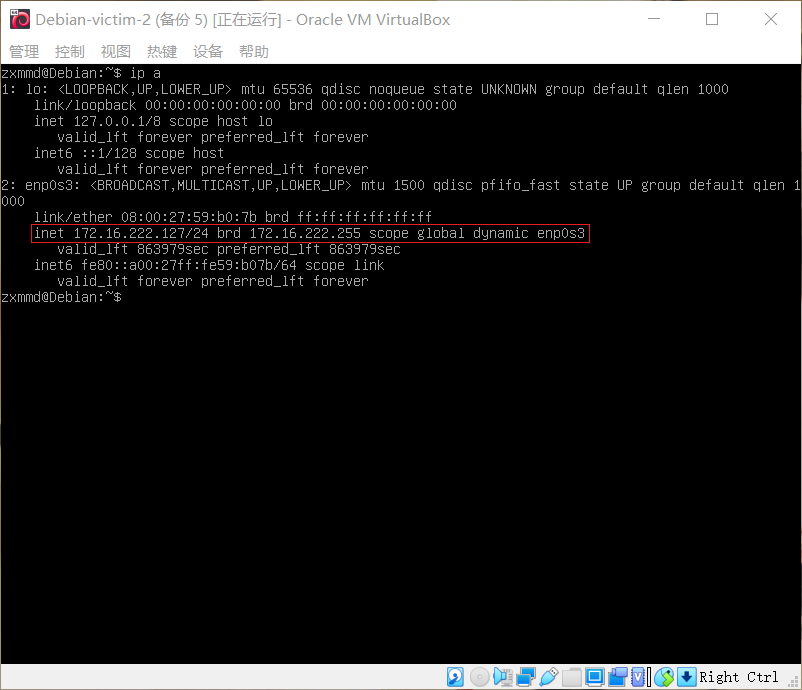 Debian-victim-2 (备份 5) [正在运行] - Oracle VM VirtualBox
管理 控制 视图 热键 设备 帮助
zxmmd@Debian:~$ ip a
1: lo: <LOOPBACK,UP,LOWER_UP> mtu 65536 qdisc noqueue state UNKNOWN group default qlen 1000
    link/loopback 00:00:00:00:00:00 brd 00:00:00:00:00:00
    inet 127.0.0.1/8 scope host lo
       valid_lft forever preferred_lft forever
    inet6 ::1/128 scope host
       valid_lft forever preferred_lft forever
2: enp0s3: <BROADCAST,MULTICAST,UP,LOWER_UP> mtu 1500 qdisc pfifo_fast state UP group default qlen 1
000
    link/ether 08:00:27:59:b0:7b brd ff:ff:ff:ff:ff:ff
    inet 172.16.222.127/24 brd 172.16.222.255 scope global dynamic enp0s3
       valid_lft 863979sec preferred_lft 863979sec
    inet6 fe80::a00:27ff:fe59:b07b/64 scope link
       valid_lft forever preferred_lft forever
zxmmd@Debian:~$
Right Ctrl